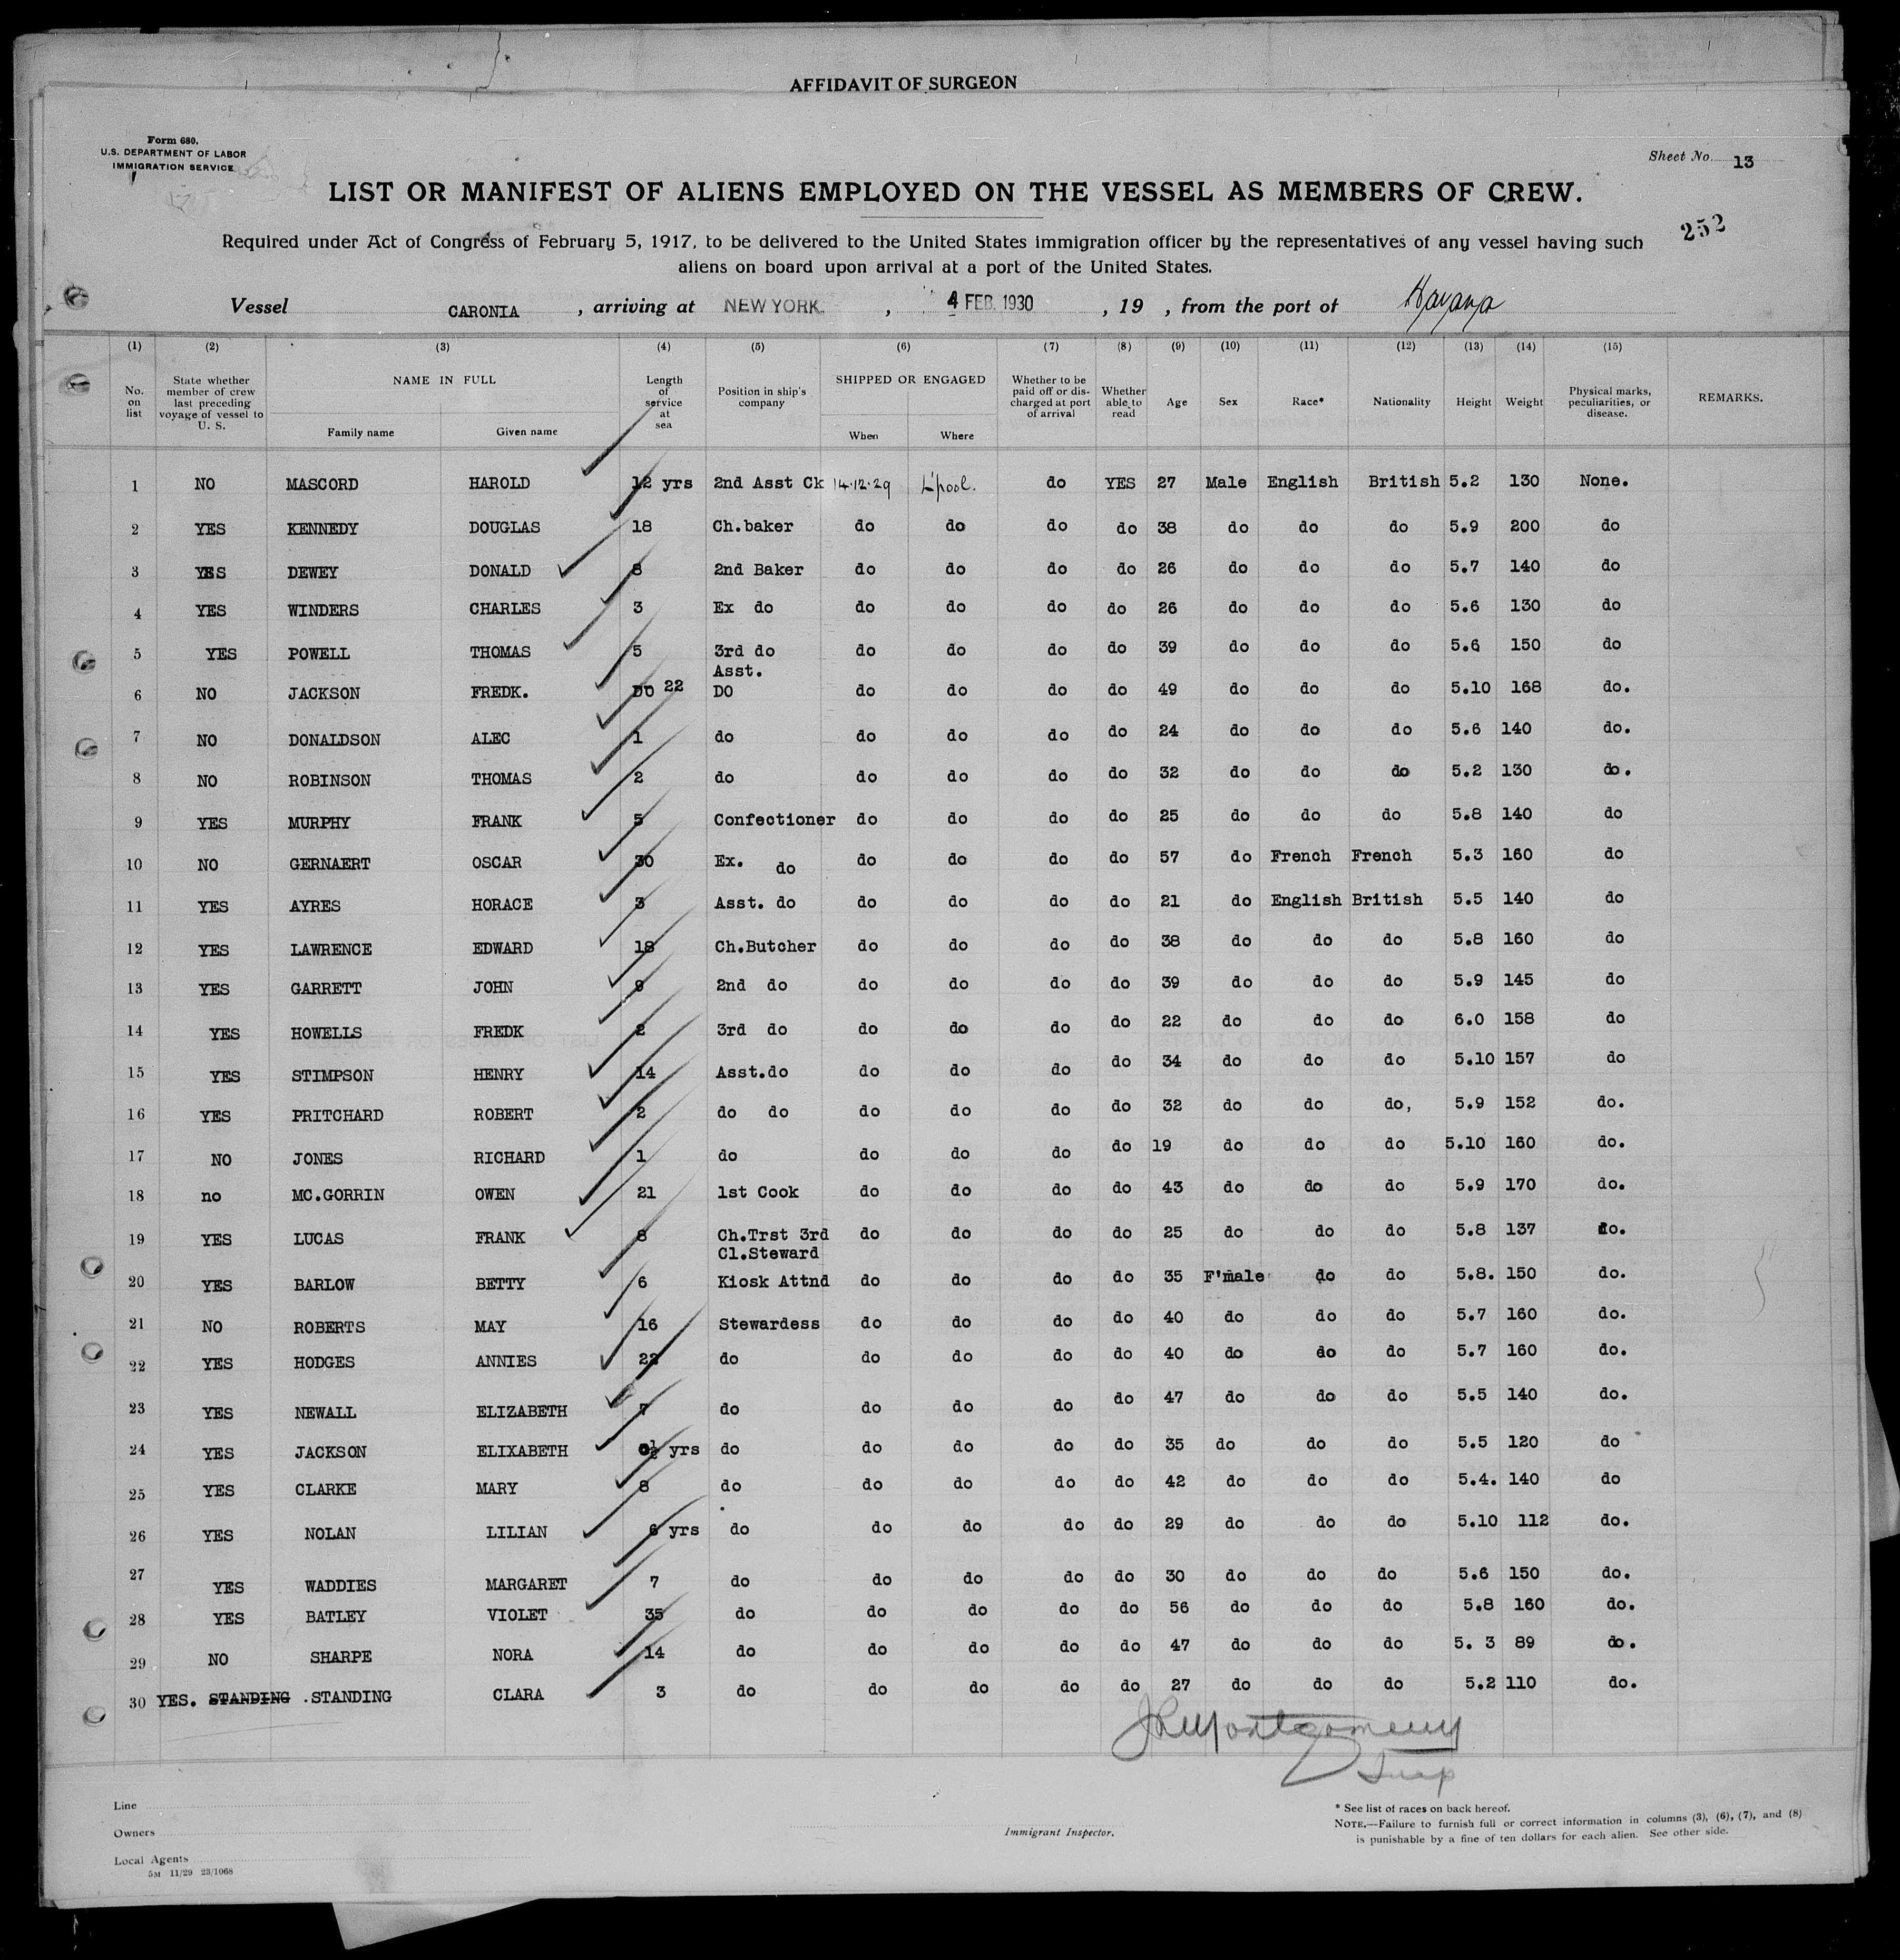 AFFIDAVIT OF SURGEON
Form 680.
U.S. DEPARTMENT OF LABOR
IMMIGRATION SERVICE
Sheet No. 13
LIST OR MANIFEST OF ALIENS EMPLOYED ON THE VESSEL AS MEMBERS OF CREW.
252
Required under Act of Congress of February 5, 1917, to be delivered to the United States immigration officer by the representatives of any vessel having such
aliens on board upon arrival at a port of the United States.
Vessel CARONIA, arriving at NEW YORK, 4 FEB. 1930, 19 , from the port of Havana
(1) (2) (3) (4) (5) (6) (7) (8) (9) (10) (11) (12) (13) (14) (15)
No. on list State whether member of crew last preceding voyage of vessel to U. S. NAME IN FULL Family name Given name Length of service at sea Position in ship's company SHIPPED OR ENGAGED When Where Whether to be paid off or discharged at port of arrival Whether able to read Age Sex Race* Nationality Height Weight Physical marks, peculiarities, or disease. REMARKS.
1 NO MASCORD HAROLD 12 yrs 2nd Asst Ck 14.12.29 L'pool. do YES 27 Male English British 5.2 130 None.
2 YES KENNEDY DOUGLAS 18 Ch.baker do do do do 38 do do do 5.9 200 do
3 YES DEWEY DONALD 8 2nd Baker do do do do 26 do do do 5.7 140 do
4 YES WINDERS CHARLES 3 Ex do do do do do 26 do do do 5.6 130 do
5 YES POWELL THOMAS 5 3rd do do do do do 39 do do do 5.6 150 do
Asst.
6 NO JACKSON FREDK. DO 22 DO do do do do 49 do do do 5.10 168 do.
7 NO DONALDSON ALEC 1 do do do do do 24 do do do 5.6 140 do.
8 NO ROBINSON THOMAS 2 do do do do do 32 do do do 5.2 130 do.
9 YES MURPHY FRANK 5 Confectioner do do do do 25 do do do 5.8 140 do
10 NO GERNAERT OSCAR 30 Ex. do do do do do 57 do French French 5.3 160 do
11 YES AYRES HORACE 3 Asst. do do do do do 21 do English British 5.5 140 do
12 YES LAWRENCE EDWARD 18 Ch.Butcher do do do do 38 do do do 5.8 160 do
13 YES GARRETT JOHN 9 2nd do do do do do 39 do do do 5.9 145 do
14 YES HOWELLS FREDK 2 3rd do do do do do 22 do do do 6.0 158 do
15 YES STIMPSON HENRY 14 Asst.do do do do do 34 do do do 5.10 157 do
16 YES PRITCHARD ROBERT 2 do do do do do do 32 do do do, 5.9 152 do.
17 NO JONES RICHARD 1 do do do do do 19 do do do 5.10 160 do.
18 no MC.GORRIN OWEN 21 1st Cook do do do do 43 do do do 5.9 170 do.
19 YES LUCAS FRANK 8 Ch.Trst 3rd do do do do 25 do do do 5.8 137 do.
Cl.Steward
20 YES BARLOW BETTY 6 Kiosk Attnd do do do do 35 F'male do do 5.8. 150 do.
21 NO ROBERTS MAY 16 Stewardess do do do do 40 do do do 5.7 160 do.
22 YES HODGES ANNIES 22 do do do do do 40 do do do 5.7 160 do.
23 YES NEWALL ELIZABETH 7 do do do do do 47 do do do 5.5 140 do.
24 YES JACKSON ELIXABETH ½ yrs do do do do do 35 do do do 5.5 120 do
25 YES CLARKE MARY 8 do do do do do 42 do do do 5.4. 140 do
26 YES NOLAN LILIAN 6 yrs do do do do do 29 do do do 5.10 112 do.
27 YES WADDIES MARGARET 7 do do do do do 30 do do do 5.6 150 do.
28 YES BATLEY VIOLET 35 do do do do do 56 do do do 5.8 160 do.
29 NO SHARPE NORA 14 do do do do do 47 do do do 5. 3 89 do.
30 YES. STANDING .STANDING CLARA 3 do do do do do 27 do do do 5.2 110 do.
JRMontgomery
Surp
Line
Owners
Local Agents
5M 11/29 23/1068
Immigrant Inspector.
* See list of races on back hereof.
NOTE.—Failure to furnish full or correct information in columns (3), (6), (7), and (8)
is punishable by a fine of ten dollars for each alien. See other side.